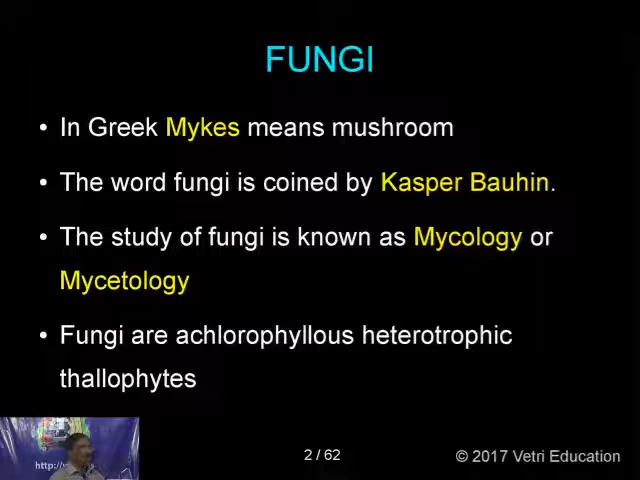 FUNGI
• In Greek Mykes means mushroom
• The word fungi is coined by Kasper Bauhin.
• The study of fungi is known as Mycology or
Mycetology
• Fungi are achlorophyllous heterotrophic
thallophytes
2 / 62
© 2017 Vetri Education